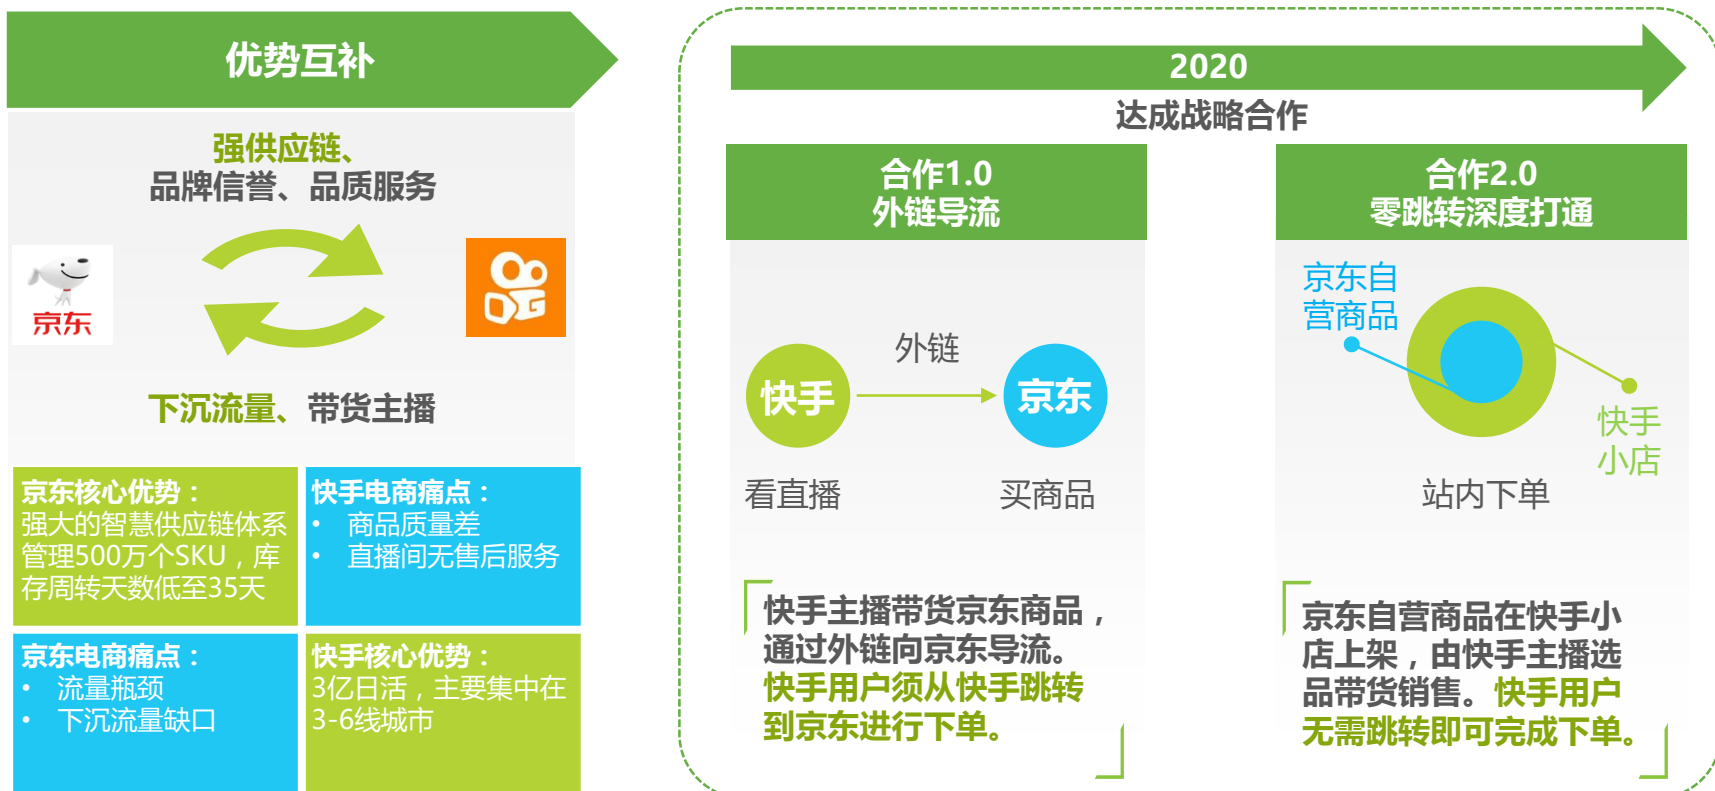 优势互补
强供应链、
品牌信誉、品质服务
京东
下沉流量、带货主播
京东核心优势：
强大的智慧供应链体系
管理500万个SKU，库
存周转天数低至35天
快手电商痛点：
• 商品质量差
• 直播间无售后服务
京东电商痛点：
• 流量瓶颈
• 下沉流量缺口
快手核心优势：
3亿日活，主要集中在
3-6线城市
2020
达成战略合作
合作1.0
外链导流
快手
外链
京东
看直播
买商品
快手主播带货京东商品，
通过外链向京东导流。
快手用户须从快手跳转
到京东进行下单。
合作2.0
零跳转深度打通
京东自
营商品
快手
小店
站内下单
京东自营商品在快手小
店上架，由快手主播选
品带货销售。快手用户
无需跳转即可完成下单。